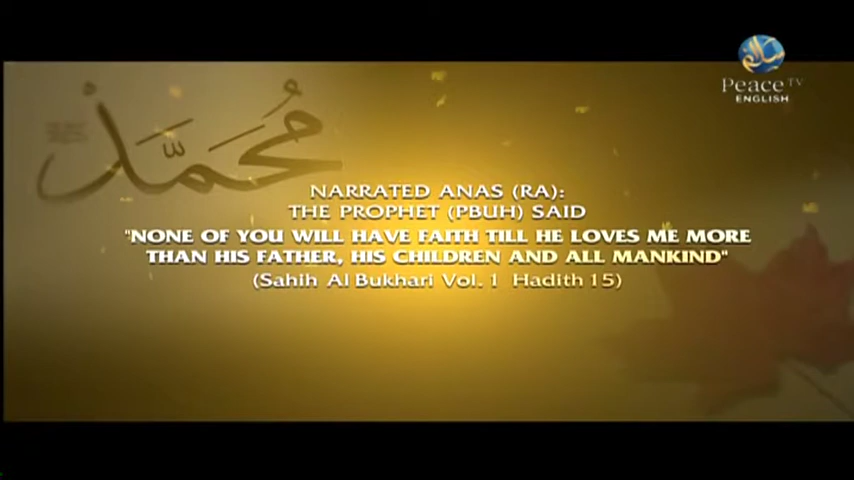 سلام
Peace TV
ENGLISH
محمد
NARRATED ANAS (RA):
THE PROPHET (PBUH) SAID
"NONE OF YOU WILL HAVE FAITH TILL HE LOVES ME MORE
THAN HIS FATHER, HIS CHILDREN AND ALL MANKIND"
(Sahih Al Bukhari Vol. 1 Hadith 15)